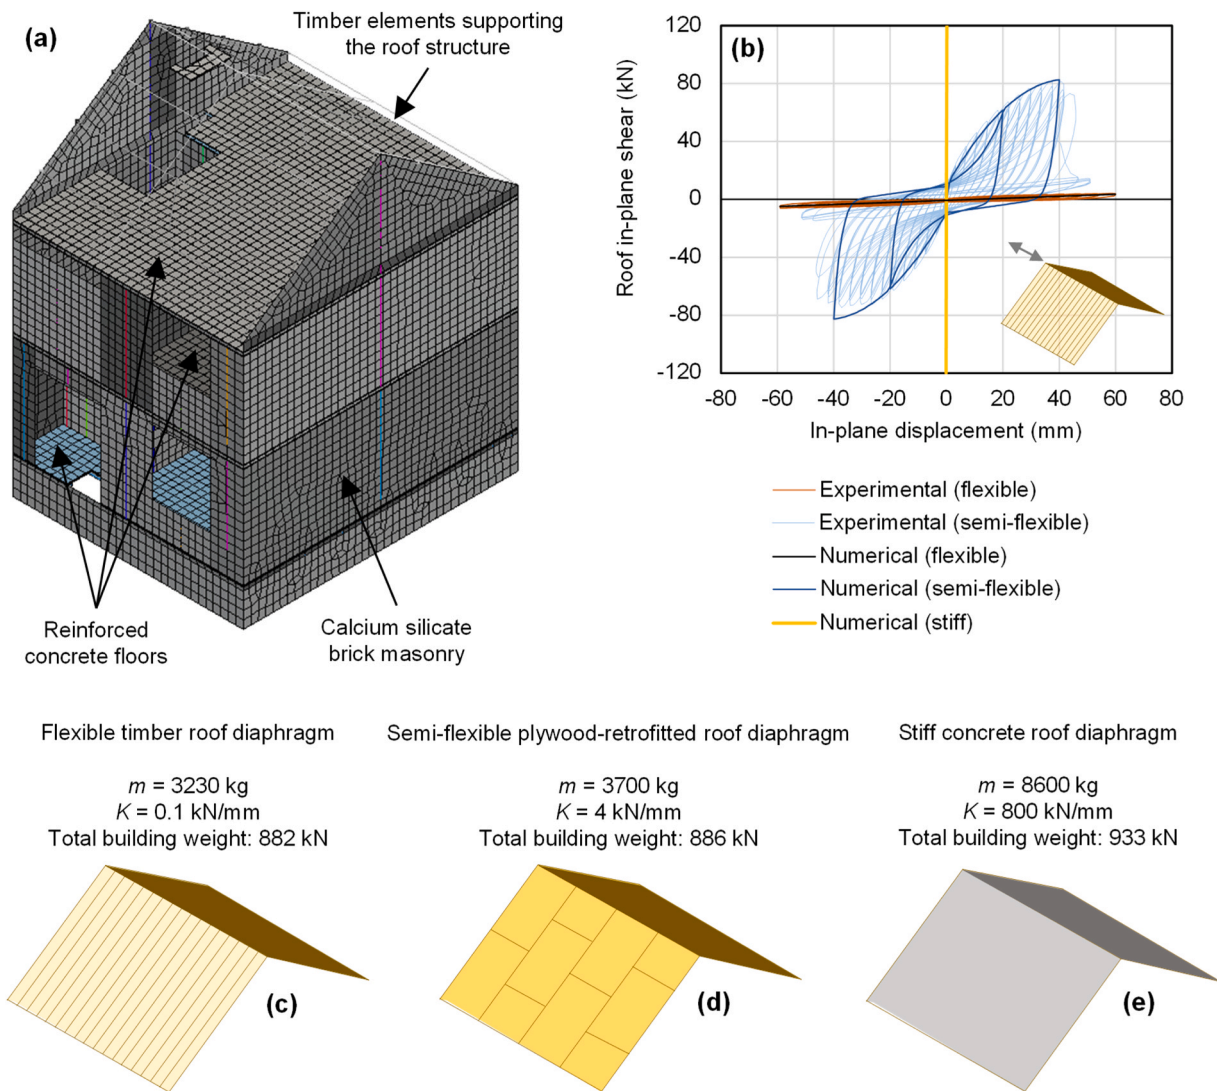 (a)
Timber elements supporting
the roof structure
Reinforced
concrete floors
Calcium silicate
brick masonry
(b)
Roof in-plane shear (kN)
120
80
40
0
-40
-80
-120
-80 -60 -40 -20 0 20 40 60 80
In-plane displacement (mm)
Experimental (flexible)
Experimental (semi-flexible)
Numerical (flexible)
Numerical (semi-flexible)
Numerical (stiff)
Flexible timber roof diaphragm
m = 3230 kg
K = 0.1 kN/mm
Total building weight: 882 kN
(c)
Semi-flexible plywood-retrofitted roof diaphragm
m = 3700 kg
K = 4 kN/mm
Total building weight: 886 kN
(d)
Stiff concrete roof diaphragm
m = 8600 kg
K = 800 kN/mm
Total building weight: 933 kN
(e)